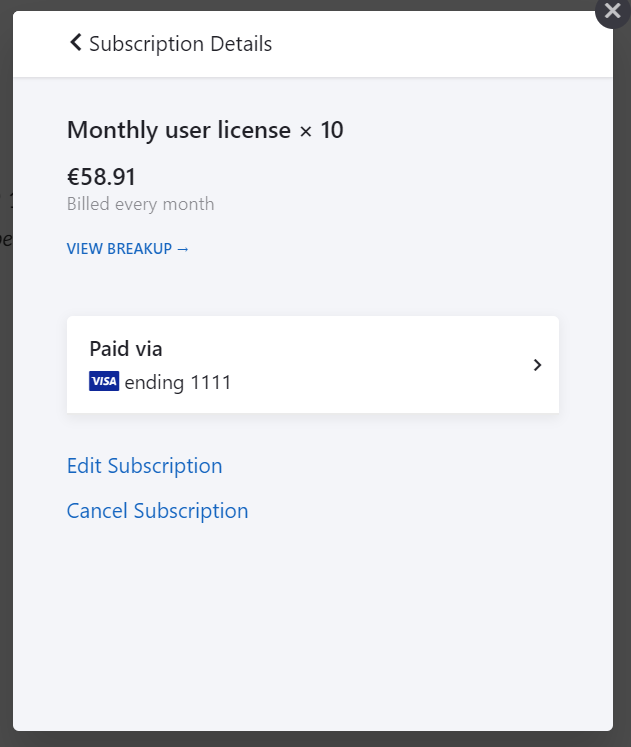 Subscription Details
Monthly user license × 10
€58.91
Billed every month
VIEW BREAKUP →
Paid via
VISA ending 1111
Edit Subscription
Cancel Subscription